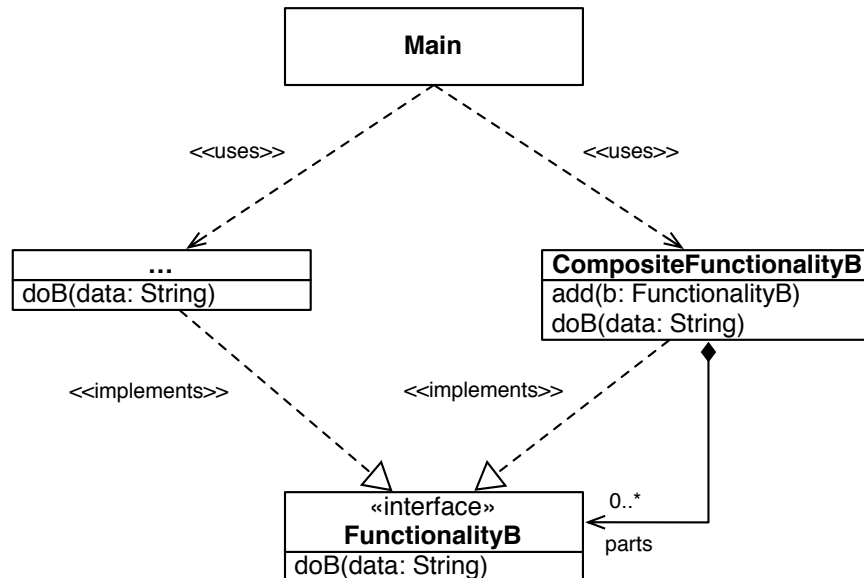 Main
<<uses>>
<<uses>>
...
doB(data: String)
CompositeFunctionalityB
add(b: FunctionalityB)
doB(data: String)
<<implements>>
<<implements>>
«interface»
FunctionalityB
doB(data: String)
0..*
parts